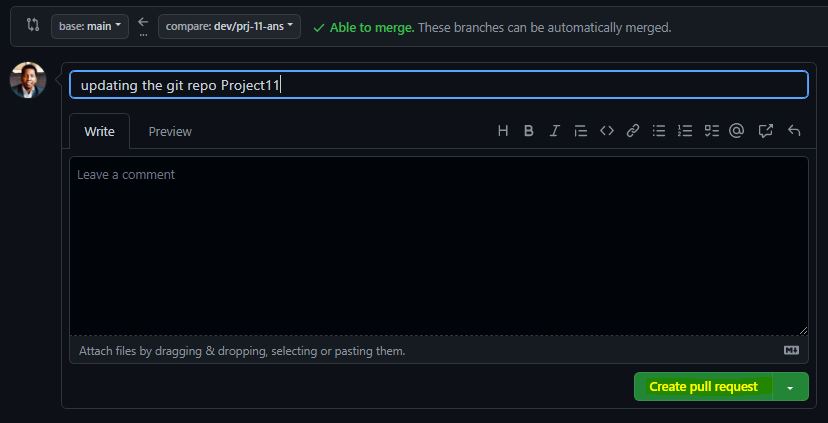 base: main ← compare: dev/prj-11-ans ✓ Able to merge. These branches can be automatically merged.
...
updating the git repo Project11
Write Preview H B I <>
Leave a comment
Attach files by dragging & dropping, selecting or pasting them.
Create pull request